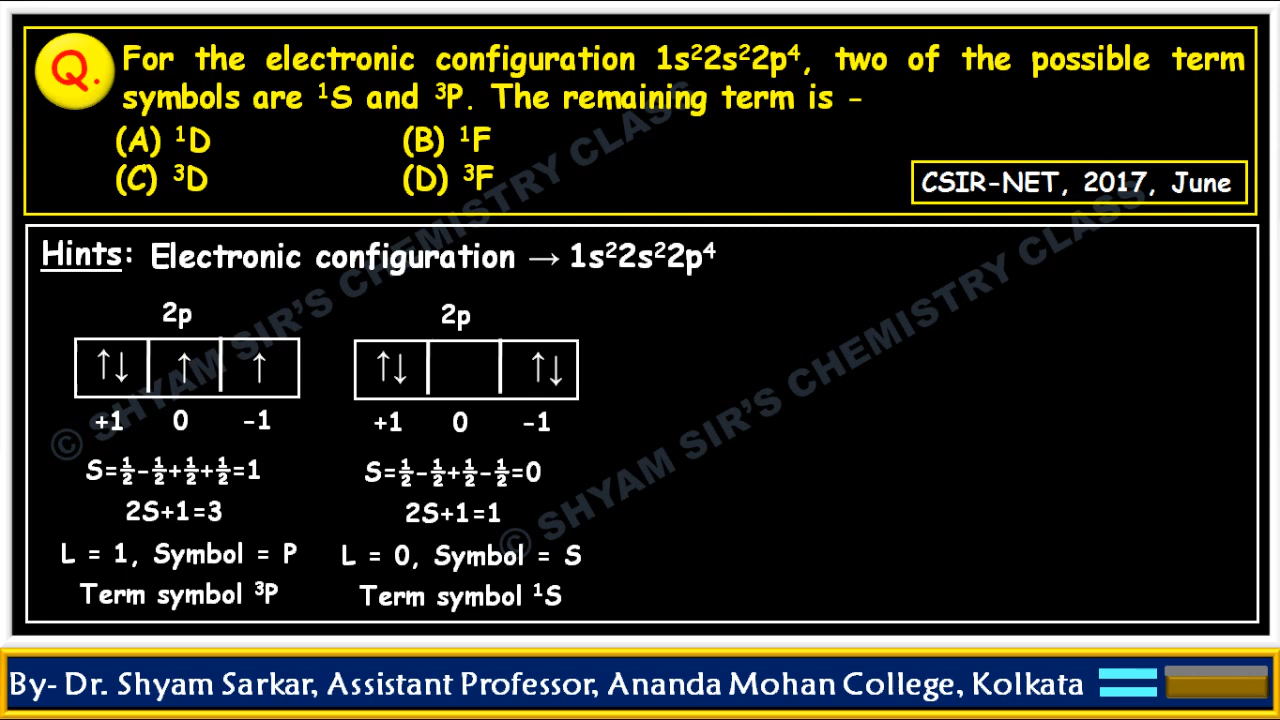 Q.
For the electronic configuration 1s²2s²2p⁴, two of the possible term
symbols are ¹S and ³P. The remaining term is -
(A) ¹D (B) ¹F
(C) ³D (D) ³F
CSIR-NET, 2017, June
Hints: Electronic configuration → 1s²2s²2p⁴
2p 2p
↑↓ ↑ ↑ ↑↓ ↑↓
+1 0 -1 +1 0 -1
S=½-½+½+½=1 S=½-½+½-½=0
2S+1=3 2S+1=1
L = 1, Symbol = P L = 0, Symbol = S
Term symbol ³P Term symbol ¹S
© SHYAM SIR'S CHEMISTRY CLASS
© SHYAM SIR'S CHEMISTRY CLASS
By- Dr. Shyam Sarkar, Assistant Professor, Ananda Mohan College, Kolkata